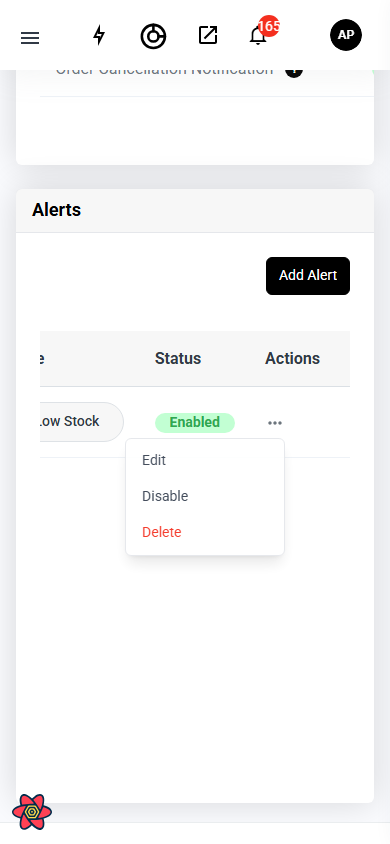 165
AP
Order Cancellation Notification
Alerts
Add Alert
e Status Actions
Low Stock Enabled
Edit
Disable
Delete